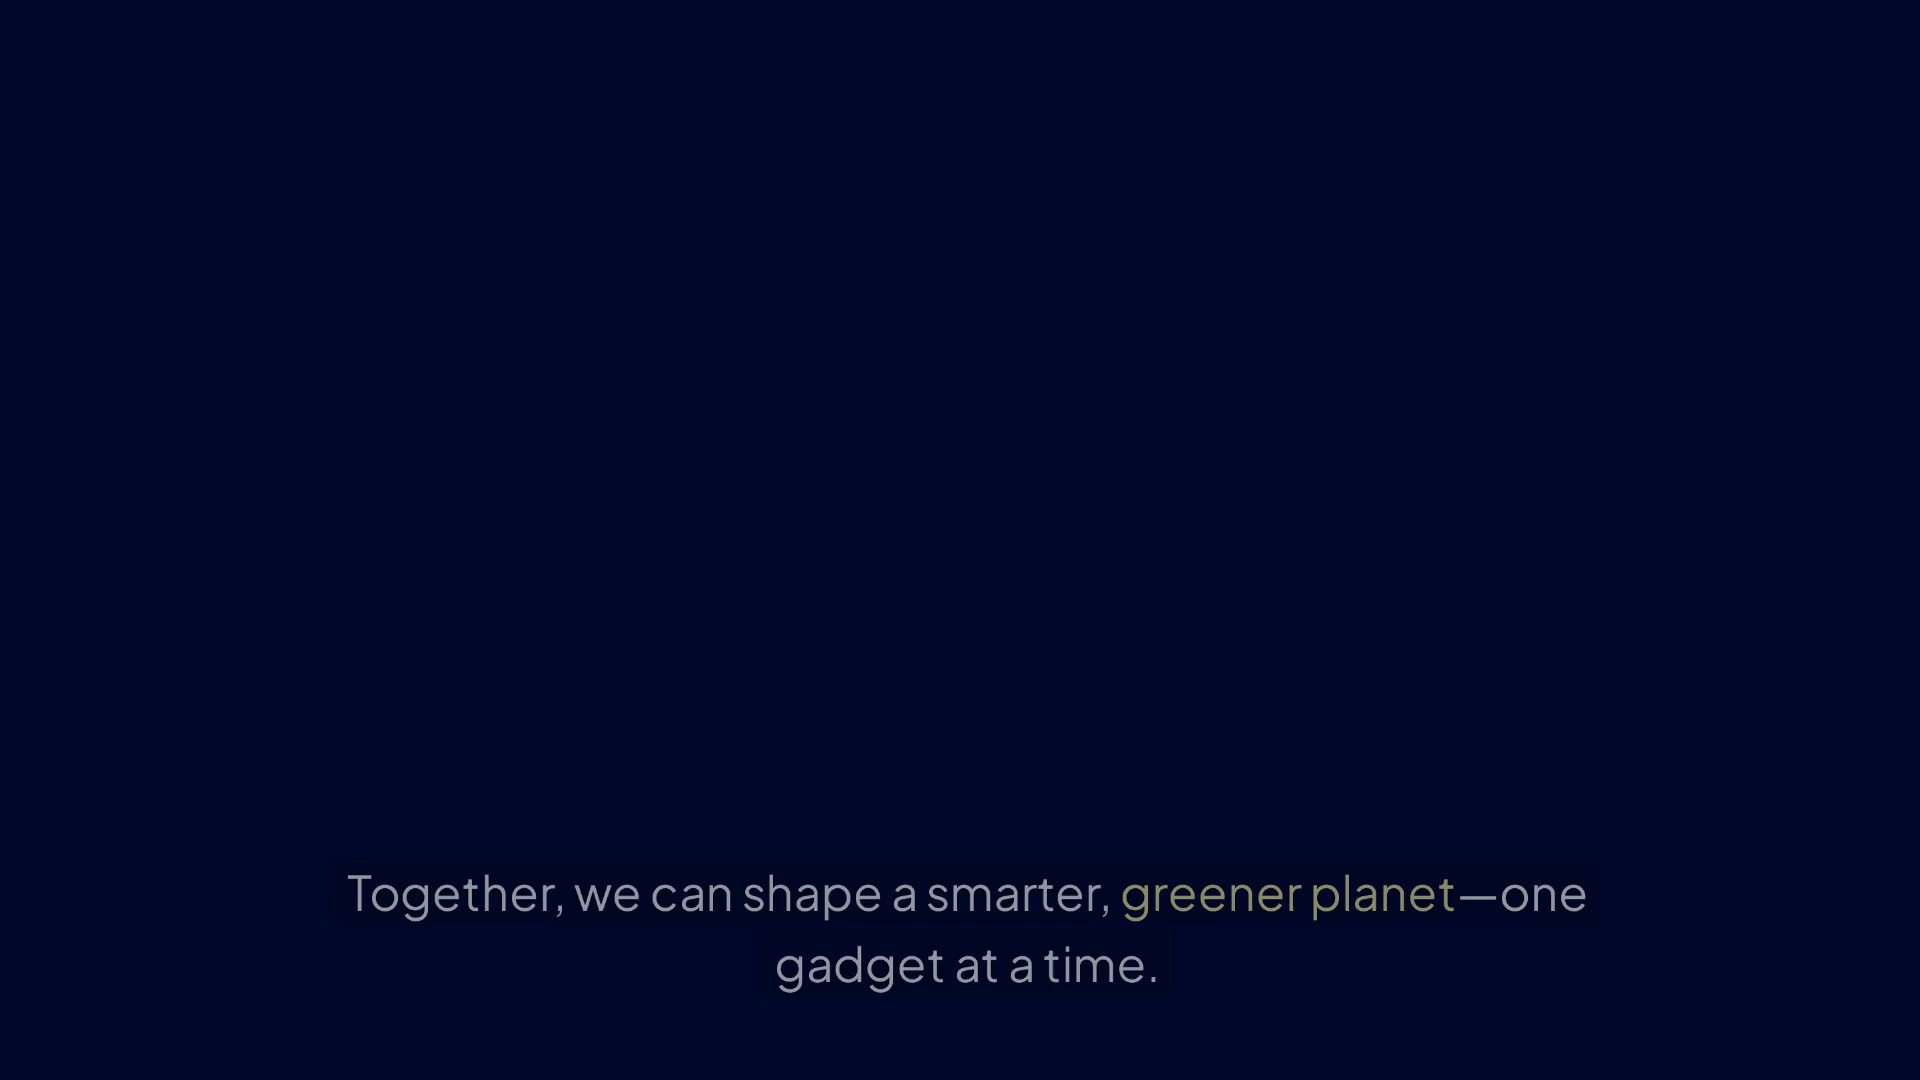 Together, we can shape a smarter, greener planet—one
gadget at a time.